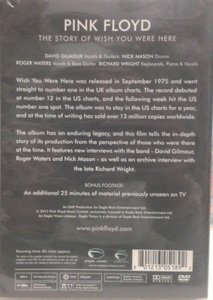 PINK FLOYD
THE STORY OF WISH YOU WERE HERE
DAVID GILMOUR Vocals & Guitars NICK MASON Drums
ROGER WATERS Vocals & Bass Guitar RICHARD WRIGHT Keyboards, Piano & Vocals
Wish You Were Here was released in September 1975 and went
straight to number one in the UK album charts. The record debuted
at number 12 in the US charts, and the following week hit the US
number one spot. The album was to stay in the US charts for a year,
and at the time of writing has sold over 13 million copies worldwide.
The album has an enduring legacy, and this film tells the in-depth
story of its production from the perspective of those who were there
at the time. It features new interviews with the band - David Gilmour,
Roger Waters and Nick Mason - as well as an archive interview with
the late Richard Wright.
BONUS FOOTAGE:
An additional 25 minutes of material previously unseen on TV
An Production for Eagle Rock Entertainment Ltd
www.pinkfloyd.com
DVD